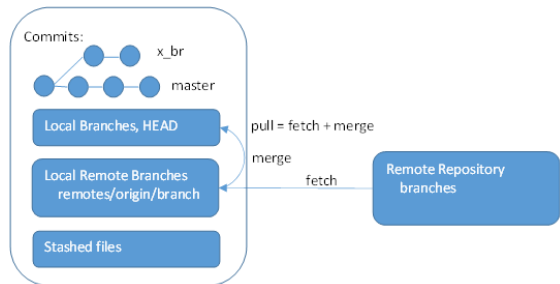 Commits:
x_br
master
Local Branches, HEAD
pull = fetch + merge
merge
Local Remote Branches
remotes/origin/branch
fetch
Remote Repository
branches
Stashed files